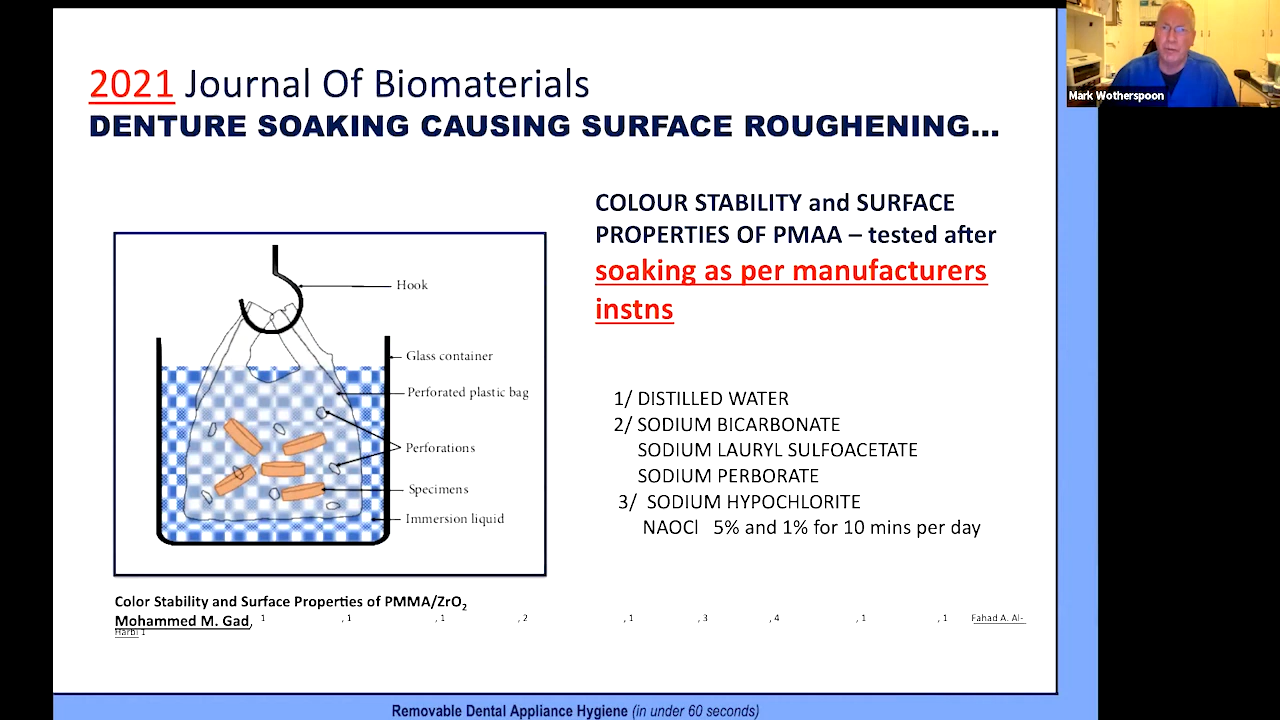 2021 Journal Of Biomaterials
DENTURE SOAKING CAUSING SURFACE ROUGHENING...
Mark Wotherspoon
COLOUR STABILITY and SURFACE
PROPERTIES OF PMAA – tested after
soaking as per manufacturers
instns
Hook
Glass container
Perforated plastic bag
Perforations
Specimens
Immersion liquid
1/ DISTILLED WATER
2/ SODIUM BICARBONATE
SODIUM LAURYL SULFOACETATE
SODIUM PERBORATE
3/ SODIUM HYPOCHLORITE
NAOCl 5% and 1% for 10 mins per day
Color Stability and Surface Properties of PMMA/ZrO2
Mohammed M. Gad, 1 , 1 , 1 , 2 , 1 , 3 , 4 , 1 , 1 Fahad A. Al-
Harbi 1
Removable Dental Appliance Hygiene (in under 60 seconds)